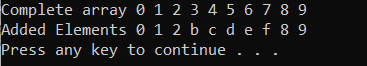 Complete array 0 1 2 3 4 5 6 7 8 9
Added Elements 0 1 2 b c d e f 8 9
Press any key to continue . . .